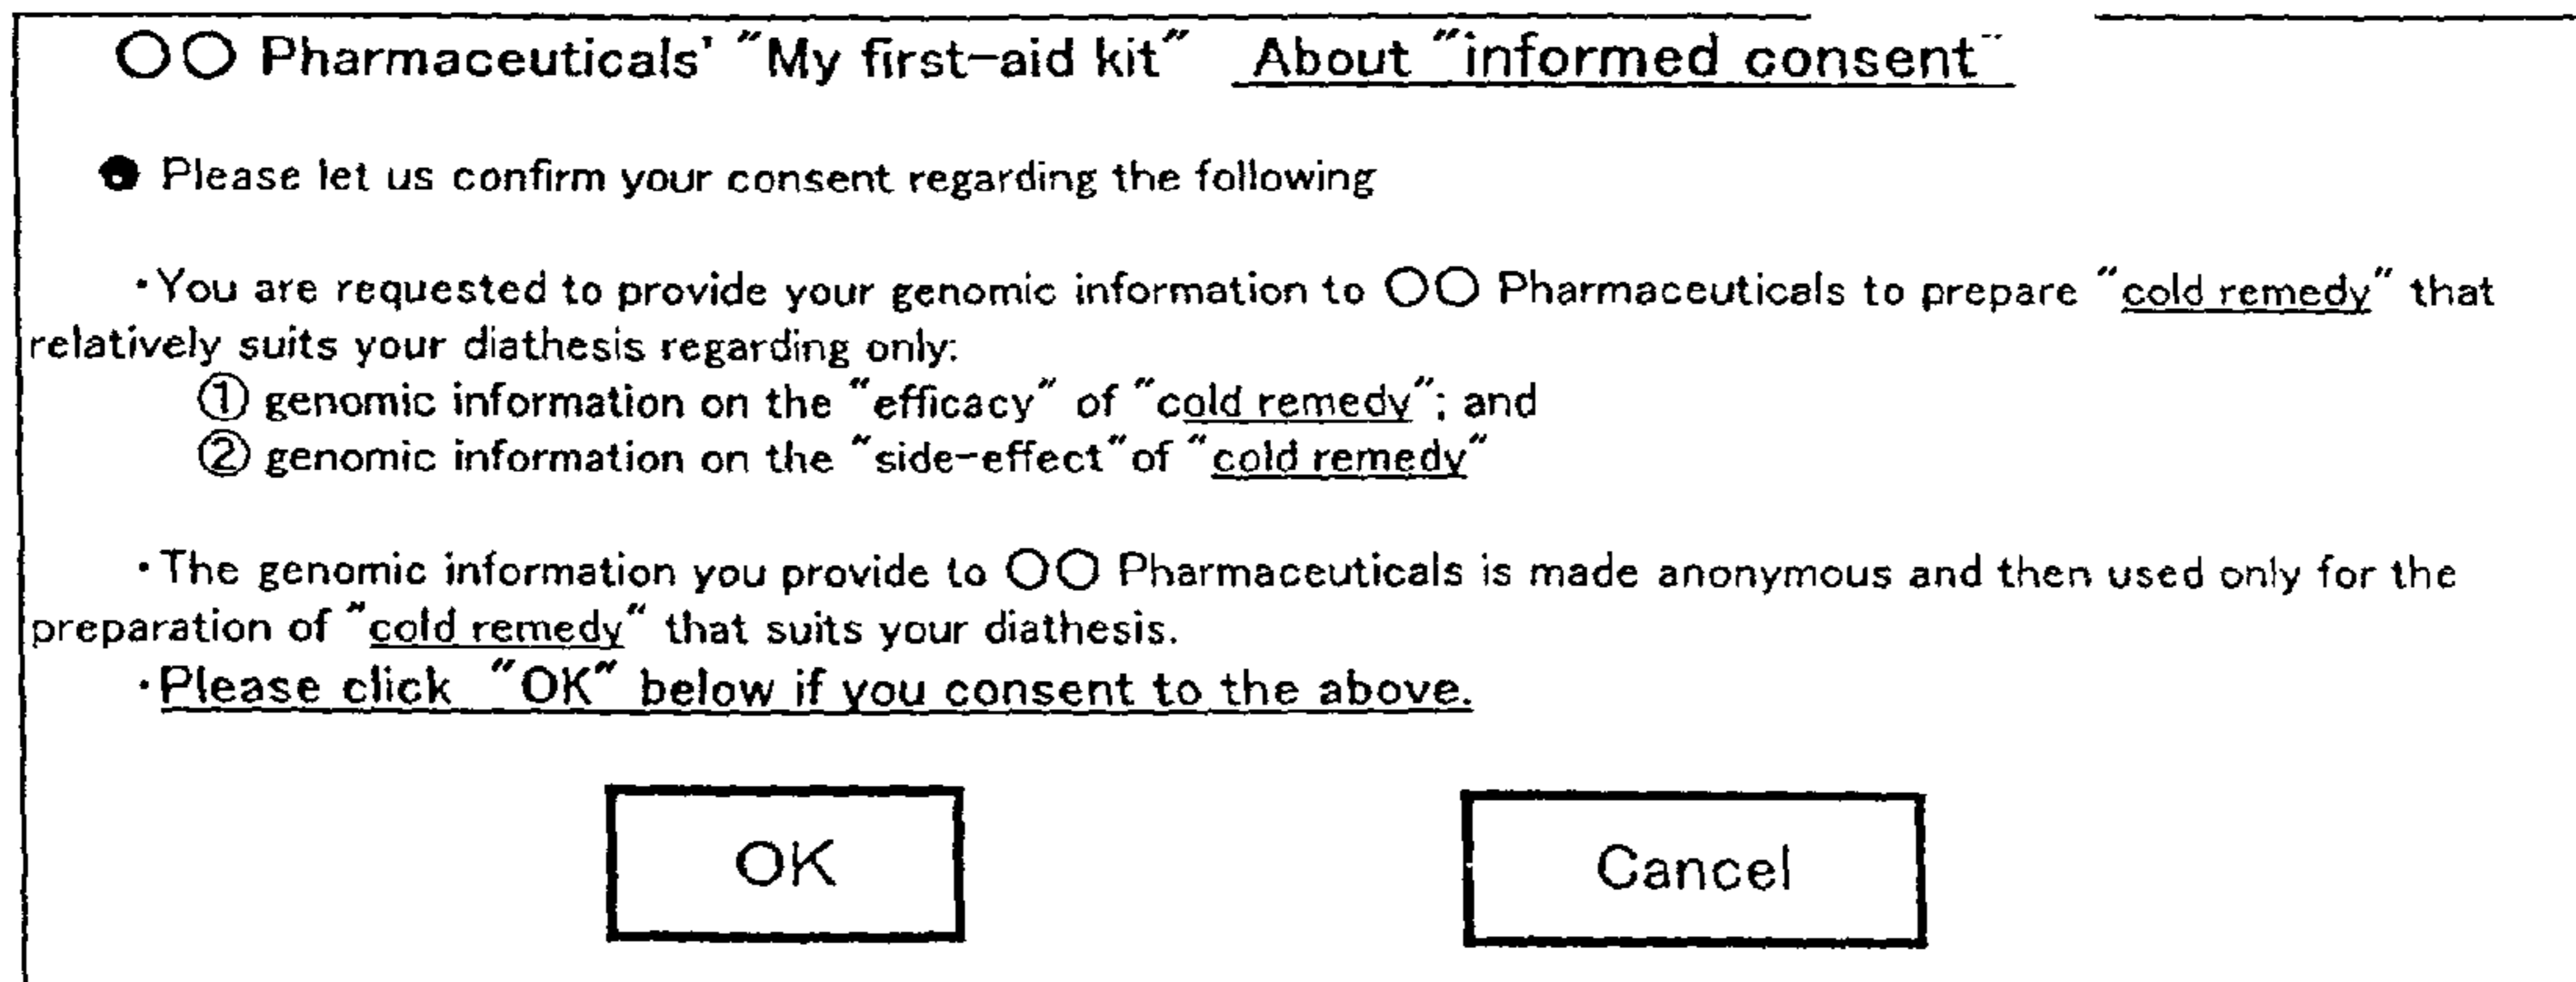 ○○ Pharmaceuticals' "My first-aid kit" About "informed consent"
● Please let us confirm your consent regarding the following
・You are requested to provide your genomic information to ○○ Pharmaceuticals to prepare "cold remedy" that
relatively suits your diathesis regarding only:
① genomic information on the "efficacy" of "cold remedy"; and
② genomic information on the "side-effect"of "cold remedy"
・The genomic information you provide to ○○ Pharmaceuticals is made anonymous and then used only for the
preparation of "cold remedy" that suits your diathesis.
・Please click "OK" below if you consent to the above.
OK
Cancel